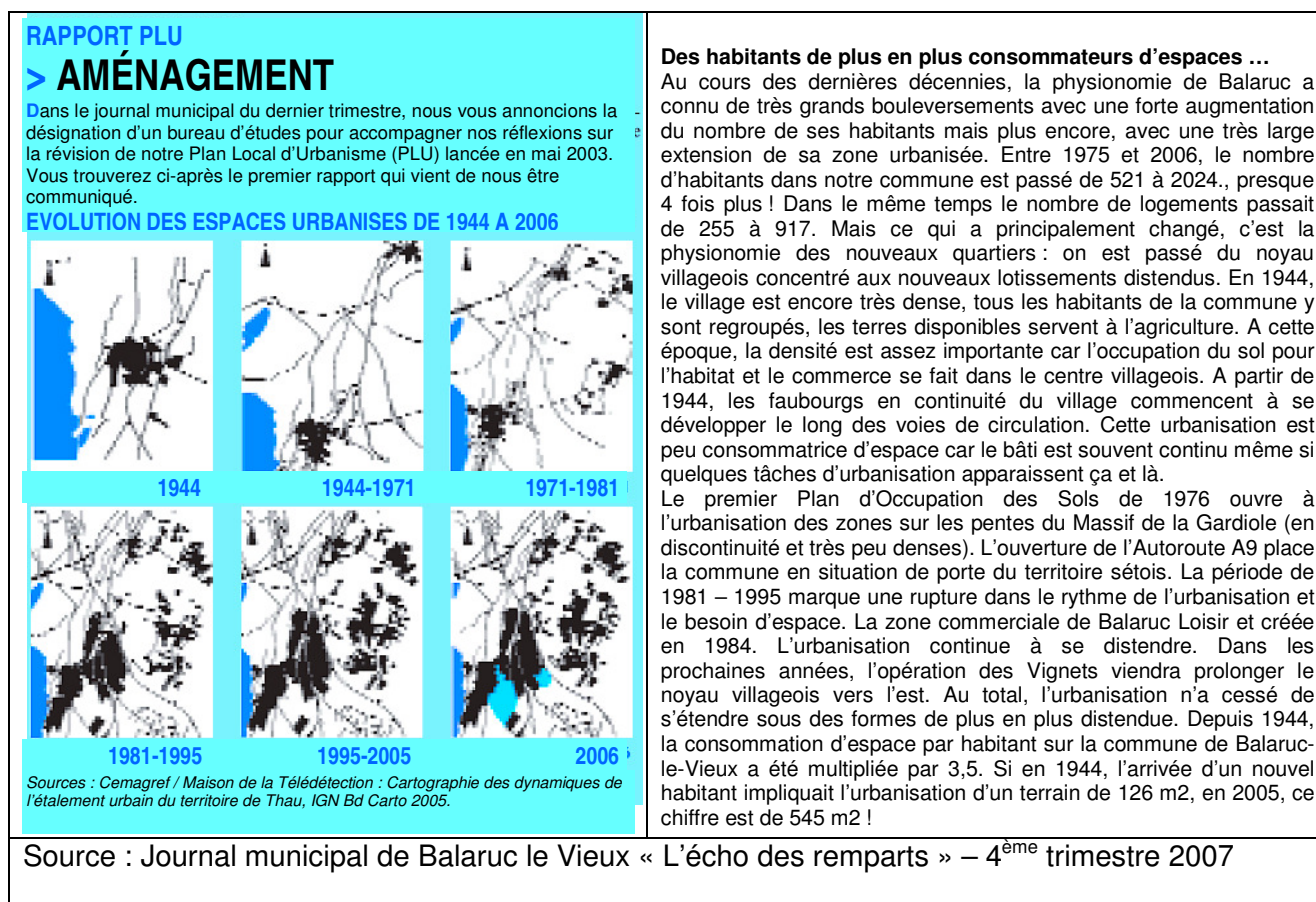 RAPPORT PLU
> AMÉNAGEMENT
Dans le journal municipal du dernier trimestre, nous vous annoncions la
désignation d'un bureau d'études pour accompagner nos réflexions sur
la révision de notre Plan Local d'Urbanisme (PLU) lancée en mai 2003.
Vous trouverez ci-après le premier rapport qui vient de nous être
communiqué.
EVOLUTION DES ESPACES URBANISES DE 1944 A 2006
1944
1944-1971
1971-1981
1981-1995
1995-2005
2006
Sources : Cemagref / Maison de la Télédétection : Cartographie des dynamiques de
l'étalement urbain du territoire de Thau, IGN Bd Carto 2005.
Des habitants de plus en plus consommateurs d'espaces …
Au cours des dernières décennies, la physionomie de Balaruc a
connu de très grands bouleversements avec une forte augmentation
du nombre de ses habitants mais plus encore, avec une très large
extension de sa zone urbanisée. Entre 1975 et 2006, le nombre
d'habitants dans notre commune est passé de 521 à 2024., presque
4 fois plus ! Dans le même temps le nombre de logements passait
de 255 à 917. Mais ce qui a principalement changé, c'est la
physionomie des nouveaux quartiers : on est passé du noyau
villageois concentré aux nouveaux lotissements distendus. En 1944,
le village est encore très dense, tous les habitants de la commune y
sont regroupés, les terres disponibles servent à l'agriculture. A cette
époque, la densité est assez importante car l'occupation du sol pour
l'habitat et le commerce se fait dans le centre villageois. A partir de
1944, les faubourgs en continuité du village commencent à se
développer le long des voies de circulation. Cette urbanisation est
peu consommatrice d'espace car le bâti est souvent continu même si
quelques tâches d'urbanisation apparaissent ça et là.
Le premier Plan d'Occupation des Sols de 1976 ouvre à
l'urbanisation des zones sur les pentes du Massif de la Gardiole (en
discontinuité et très peu denses). L'ouverture de l'Autoroute A9 place
la commune en situation de porte du territoire sétois. La période de
1981 – 1995 marque une rupture dans le rythme de l'urbanisation et
le besoin d'espace. La zone commerciale de Balaruc Loisir et créée
en 1984. L'urbanisation continue à se distendre. Dans les
prochaines années, l'opération des Vignets viendra prolonger le
noyau villageois vers l'est. Au total, l'urbanisation n'a cessé de
s'étendre sous des formes de plus en plus distendue. Depuis 1944,
la consommation d'espace par habitant sur la commune de Balaruc-
le-Vieux a été multipliée par 3,5. Si en 1944, l'arrivée d'un nouvel
habitant impliquait l'urbanisation d'un terrain de 126 m2, en 2005, ce
chiffre est de 545 m2 !
Source : Journal municipal de Balaruc le Vieux « L'écho des remparts » – 4ème trimestre 2007